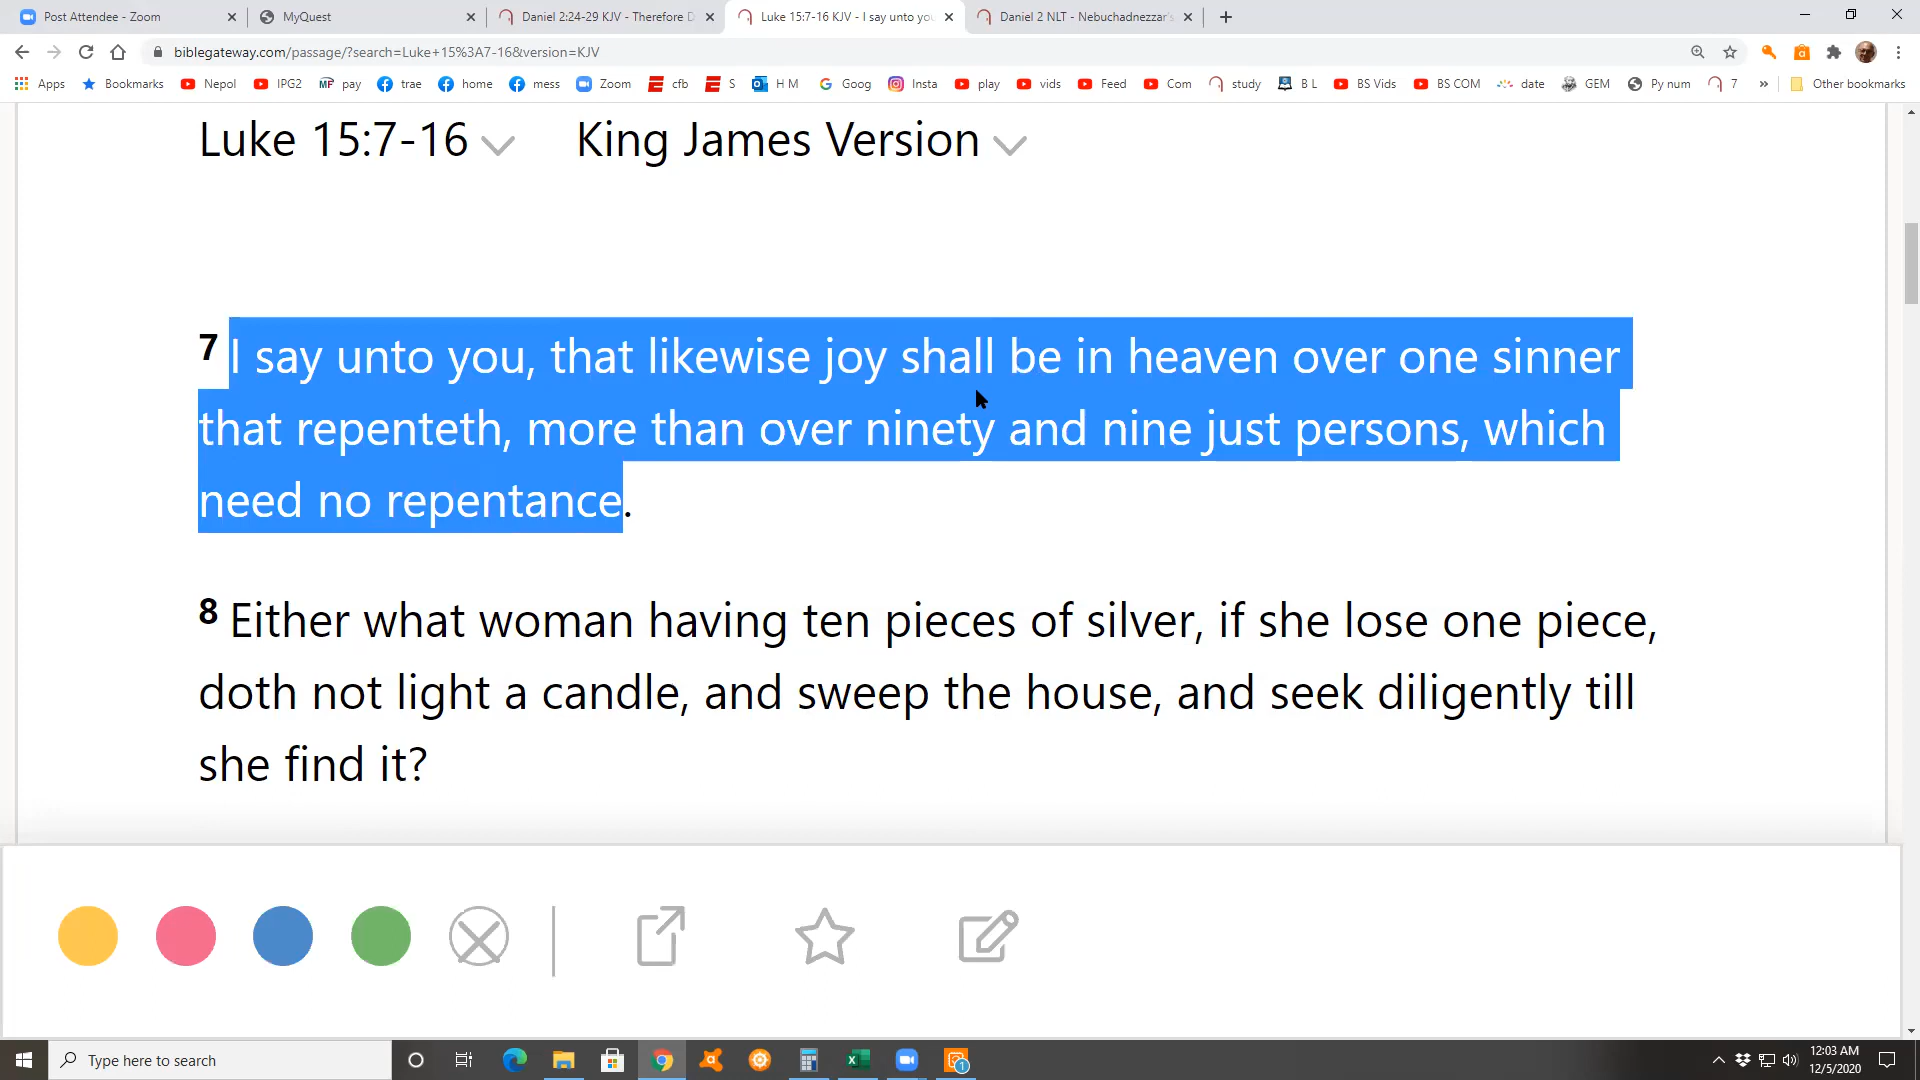 Post Attendee - Zoom
MyQuest
Daniel 2:24-29 KJV - Therefore D
Luke 15:7-16 KJV - I say unto you
Daniel 2 NLT - Nebuchadnezzar's
biblegateway.com/passage/?search=Luke+15%3A7-16&version=KJV
Apps Bookmarks Nepol IPG2 pay trae home mess Zoom cfb S H M Goog Insta play vids Feed Com study B L BS Vids BS COM date GEM Py num 7 » Other bookmarks
Luke 15:7-16 King James Version
7 I say unto you, that likewise joy shall be in heaven over one sinner
that repenteth, more than over ninety and nine just persons, which
need no repentance.
8 Either what woman having ten pieces of silver, if she lose one piece,
doth not light a candle, and sweep the house, and seek diligently till
she find it?
Type here to search
12:03 AM
12/5/2020